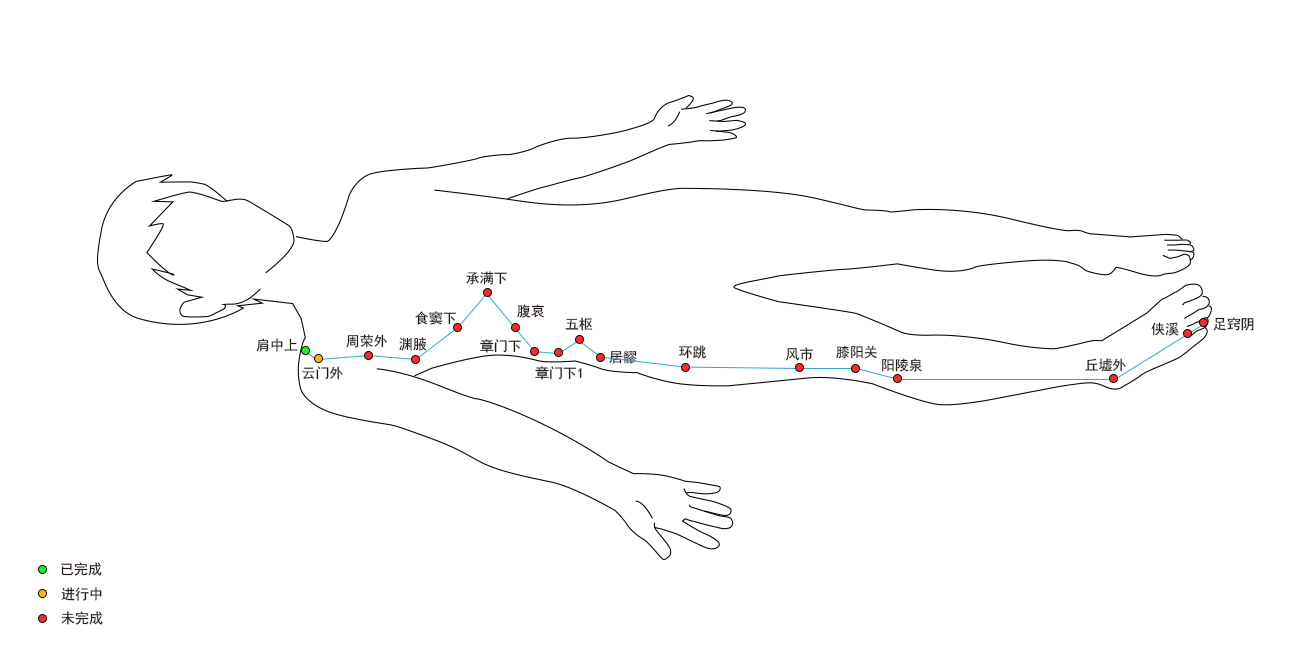 承满下
腹哀
食窦下
五枢
足窍阴
侠溪
肩中上
周荣外
渊腋
章门下
居髎
环跳
风市
膝阳关
阳陵泉
丘墟外
云门外
章门下1
已完成
进行中
未完成